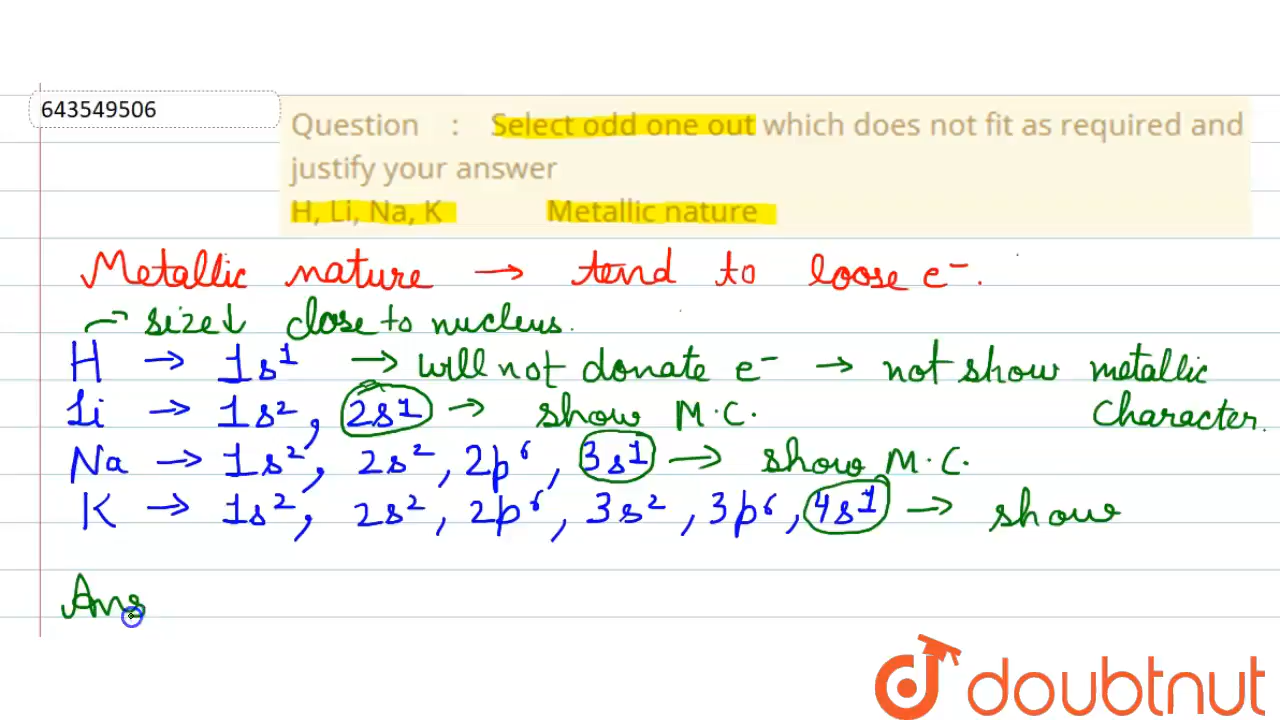 643549506
Question : Select odd one out which does not fit as required and
justify your answer
H, Li, Na, K Metallic nature
Metallic nature → tend to loose e⁻.
size↓ close to nucleus.
H → 1s¹ → will not donate e⁻ → not show metallic
Li → 1s², 2s¹ → show M.C. Character.
Na → 1s², 2s², 2p⁶, 3s¹ → show M.C.
K → 1s², 2s², 2p⁶, 3s², 3p⁶, 4s¹ → show
Ans
doubtnut